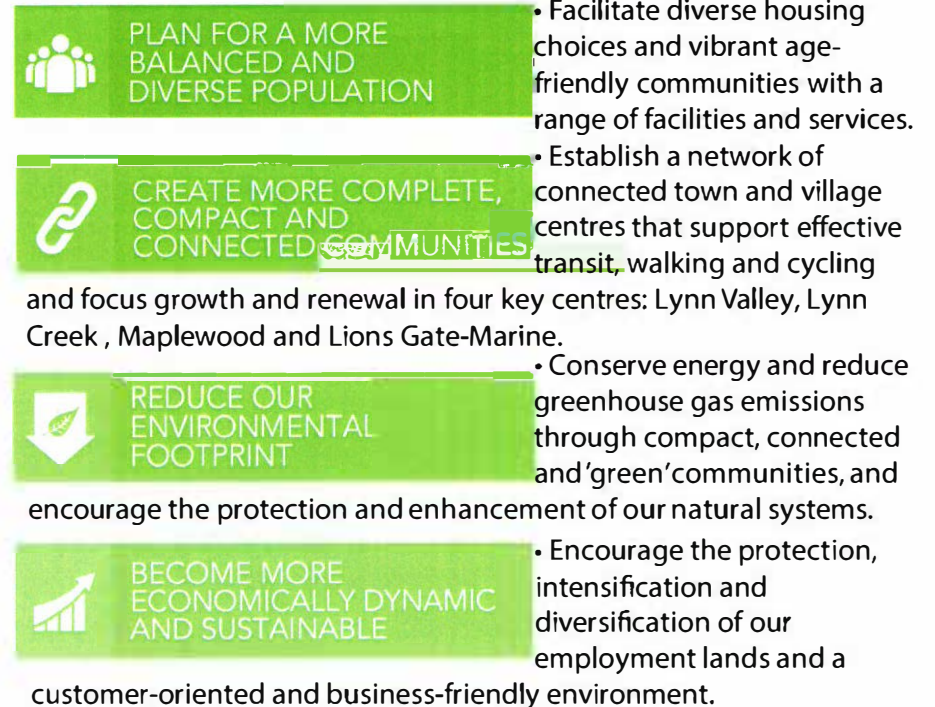 PLAN FOR A MORE
BALANCED AND
DIVERSE POPULATION
• Facilitate diverse housing
choices and vibrant age-
friendly communities with a
range of facilities and services.
CREATE MORE COMPLETE,
COMPACT AND
CONNECTED COMMUNITIES
• Establish a network of
connected town and village
centres that support effective
transit, walking and cycling
and focus growth and renewal in four key centres: Lynn Valley, Lynn
Creek , Maplewood and Lions Gate-Marine.
REDUCE OUR
ENVIRONMENTAL
FOOTPRINT
• Conserve energy and reduce
greenhouse gas emissions
through compact, connected
and 'green' communities, and
encourage the protection and enhancement of our natural systems.
BECOME MORE
ECONOMICALLY DYNAMIC
AND SUSTAINABLE
• Encourage the protection,
intensification and
diversification of our
employment lands and a
customer-oriented and business-friendly environment.